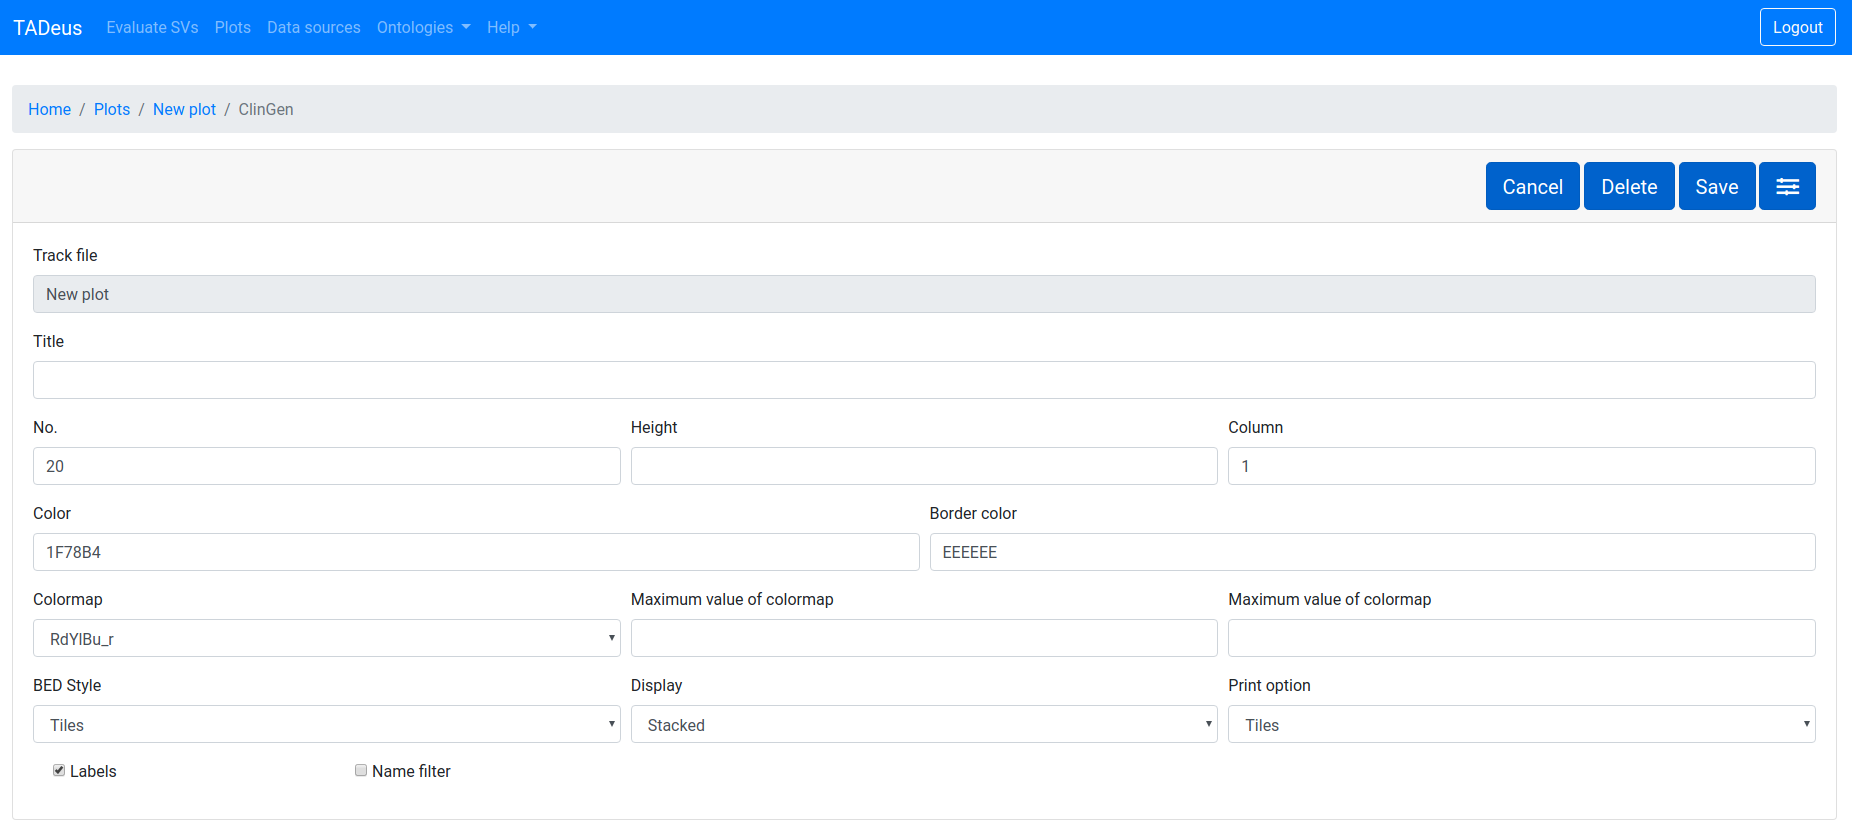 TADeus Evaluate SVs Plots Data sources Ontologies Help Logout
Home / Plots / New plot / ClinGen
Cancel Delete Save
Track file
New plot
Title
No. Height Column
20 1
Color Border color
1F78B4 EEEEEE
Colormap Maximum value of colormap Maximum value of colormap
RdYlBu_r
BED Style Display Print option
Tiles Stacked Tiles
Labels Name filter